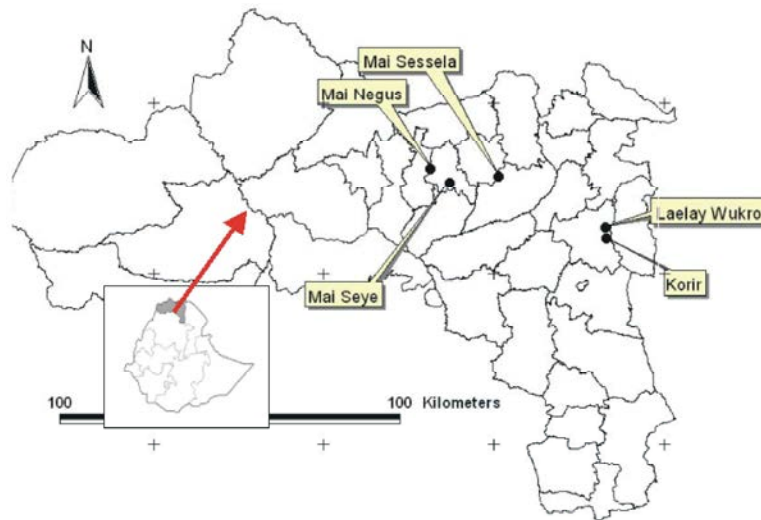 N
Mai Sessela
Mai Negus
Laelay Wukro
Mai Seye
Korir
100
100 Kilometers